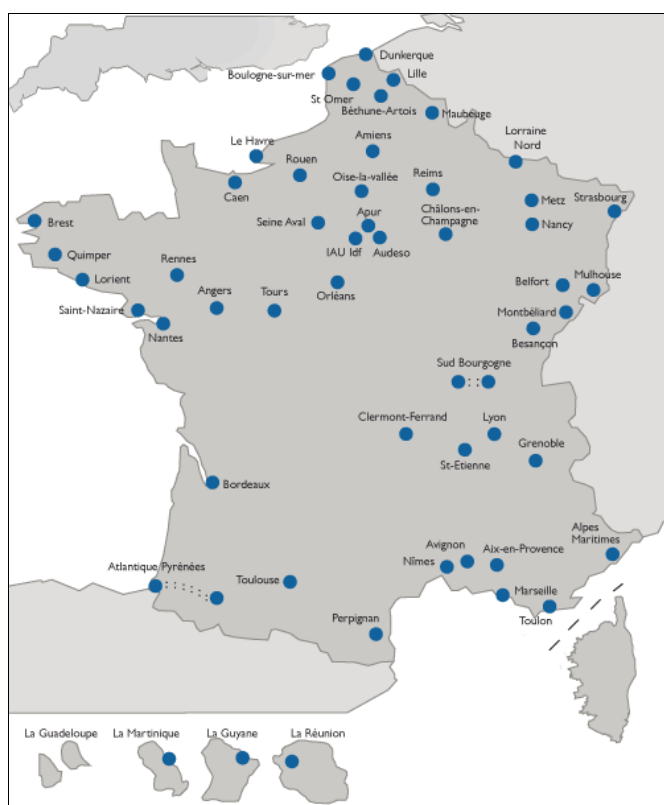 Dunkerque
Boulogne-sur-mer
Lille
St Omer
Béthune-Artois
Maubeuge
Amiens
Le Havre
Lorraine
Nord
Rouen
Oise-la-vallée
Reims
Caen
Metz
Strasbourg
Châlons-en-
Champagne
Brest
Seine Aval
Apur
Nancy
IAU Idf
Audeso
Quimper
Rennes
Lorient
Belfort
Mulhouse
Orléans
Angers
Tours
Saint-Nazaire
Montbéliard
Nantes
Besançon
Sud Bourgogne
Clermont-Ferrand
Lyon
Grenoble
St-Etienne
Bordeaux
Alpes
Maritimes
Avignon
Aix-en-Provence
Nîmes
Atlantique Pyrénées
Toulouse
Marseille
Perpignan
Toulon
La Guadeloupe
La Martinique
La Guyane
La Réunion